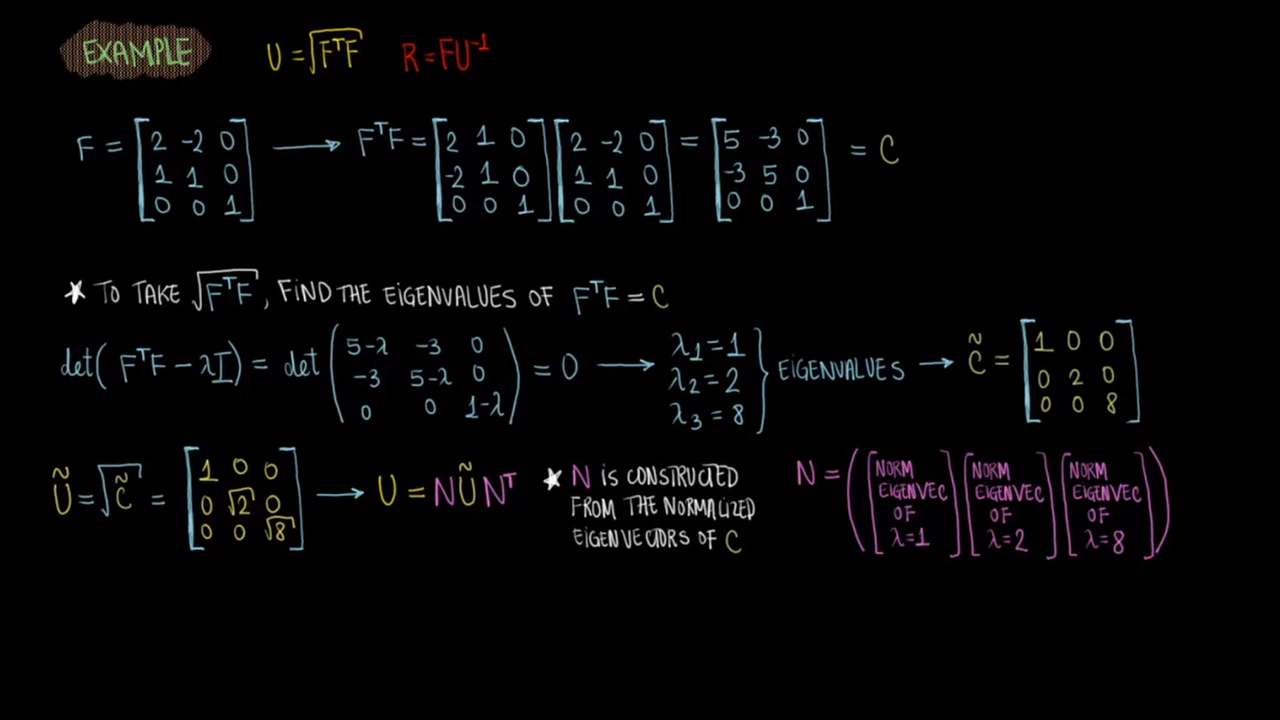 EXAMPLE U = √FᵀF R = FU⁻¹
F = [2 -2 0; 1 1 0; 0 0 1] → FᵀF = [2 1 0; -2 1 0; 0 0 1] [2 -2 0; 1 1 0; 0 0 1] = [5 -3 0; -3 5 0; 0 0 1] = C
* TO TAKE √FᵀF, FIND THE EIGENVALUES OF FᵀF = C
det(FᵀF - λI) = det(5-λ -3 0; -3 5-λ 0; 0 0 1-λ) = 0 → λ₁ = 1 λ₂ = 2 λ₃ = 8 } EIGENVALUES → C̃ = [1 0 0; 0 2 0; 0 0 8]
Ũ = √C̃ = [1 0 0; 0 √2 0; 0 0 √8] → U = NŨNᵀ
* N IS CONSTRUCTED
FROM THE NORMALIZED
EIGENVECTORS OF C
N = ([NORM EIGENVEC OF λ=1] [NORM EIGENVEC OF λ=2] [NORM EIGENVEC OF λ=8])